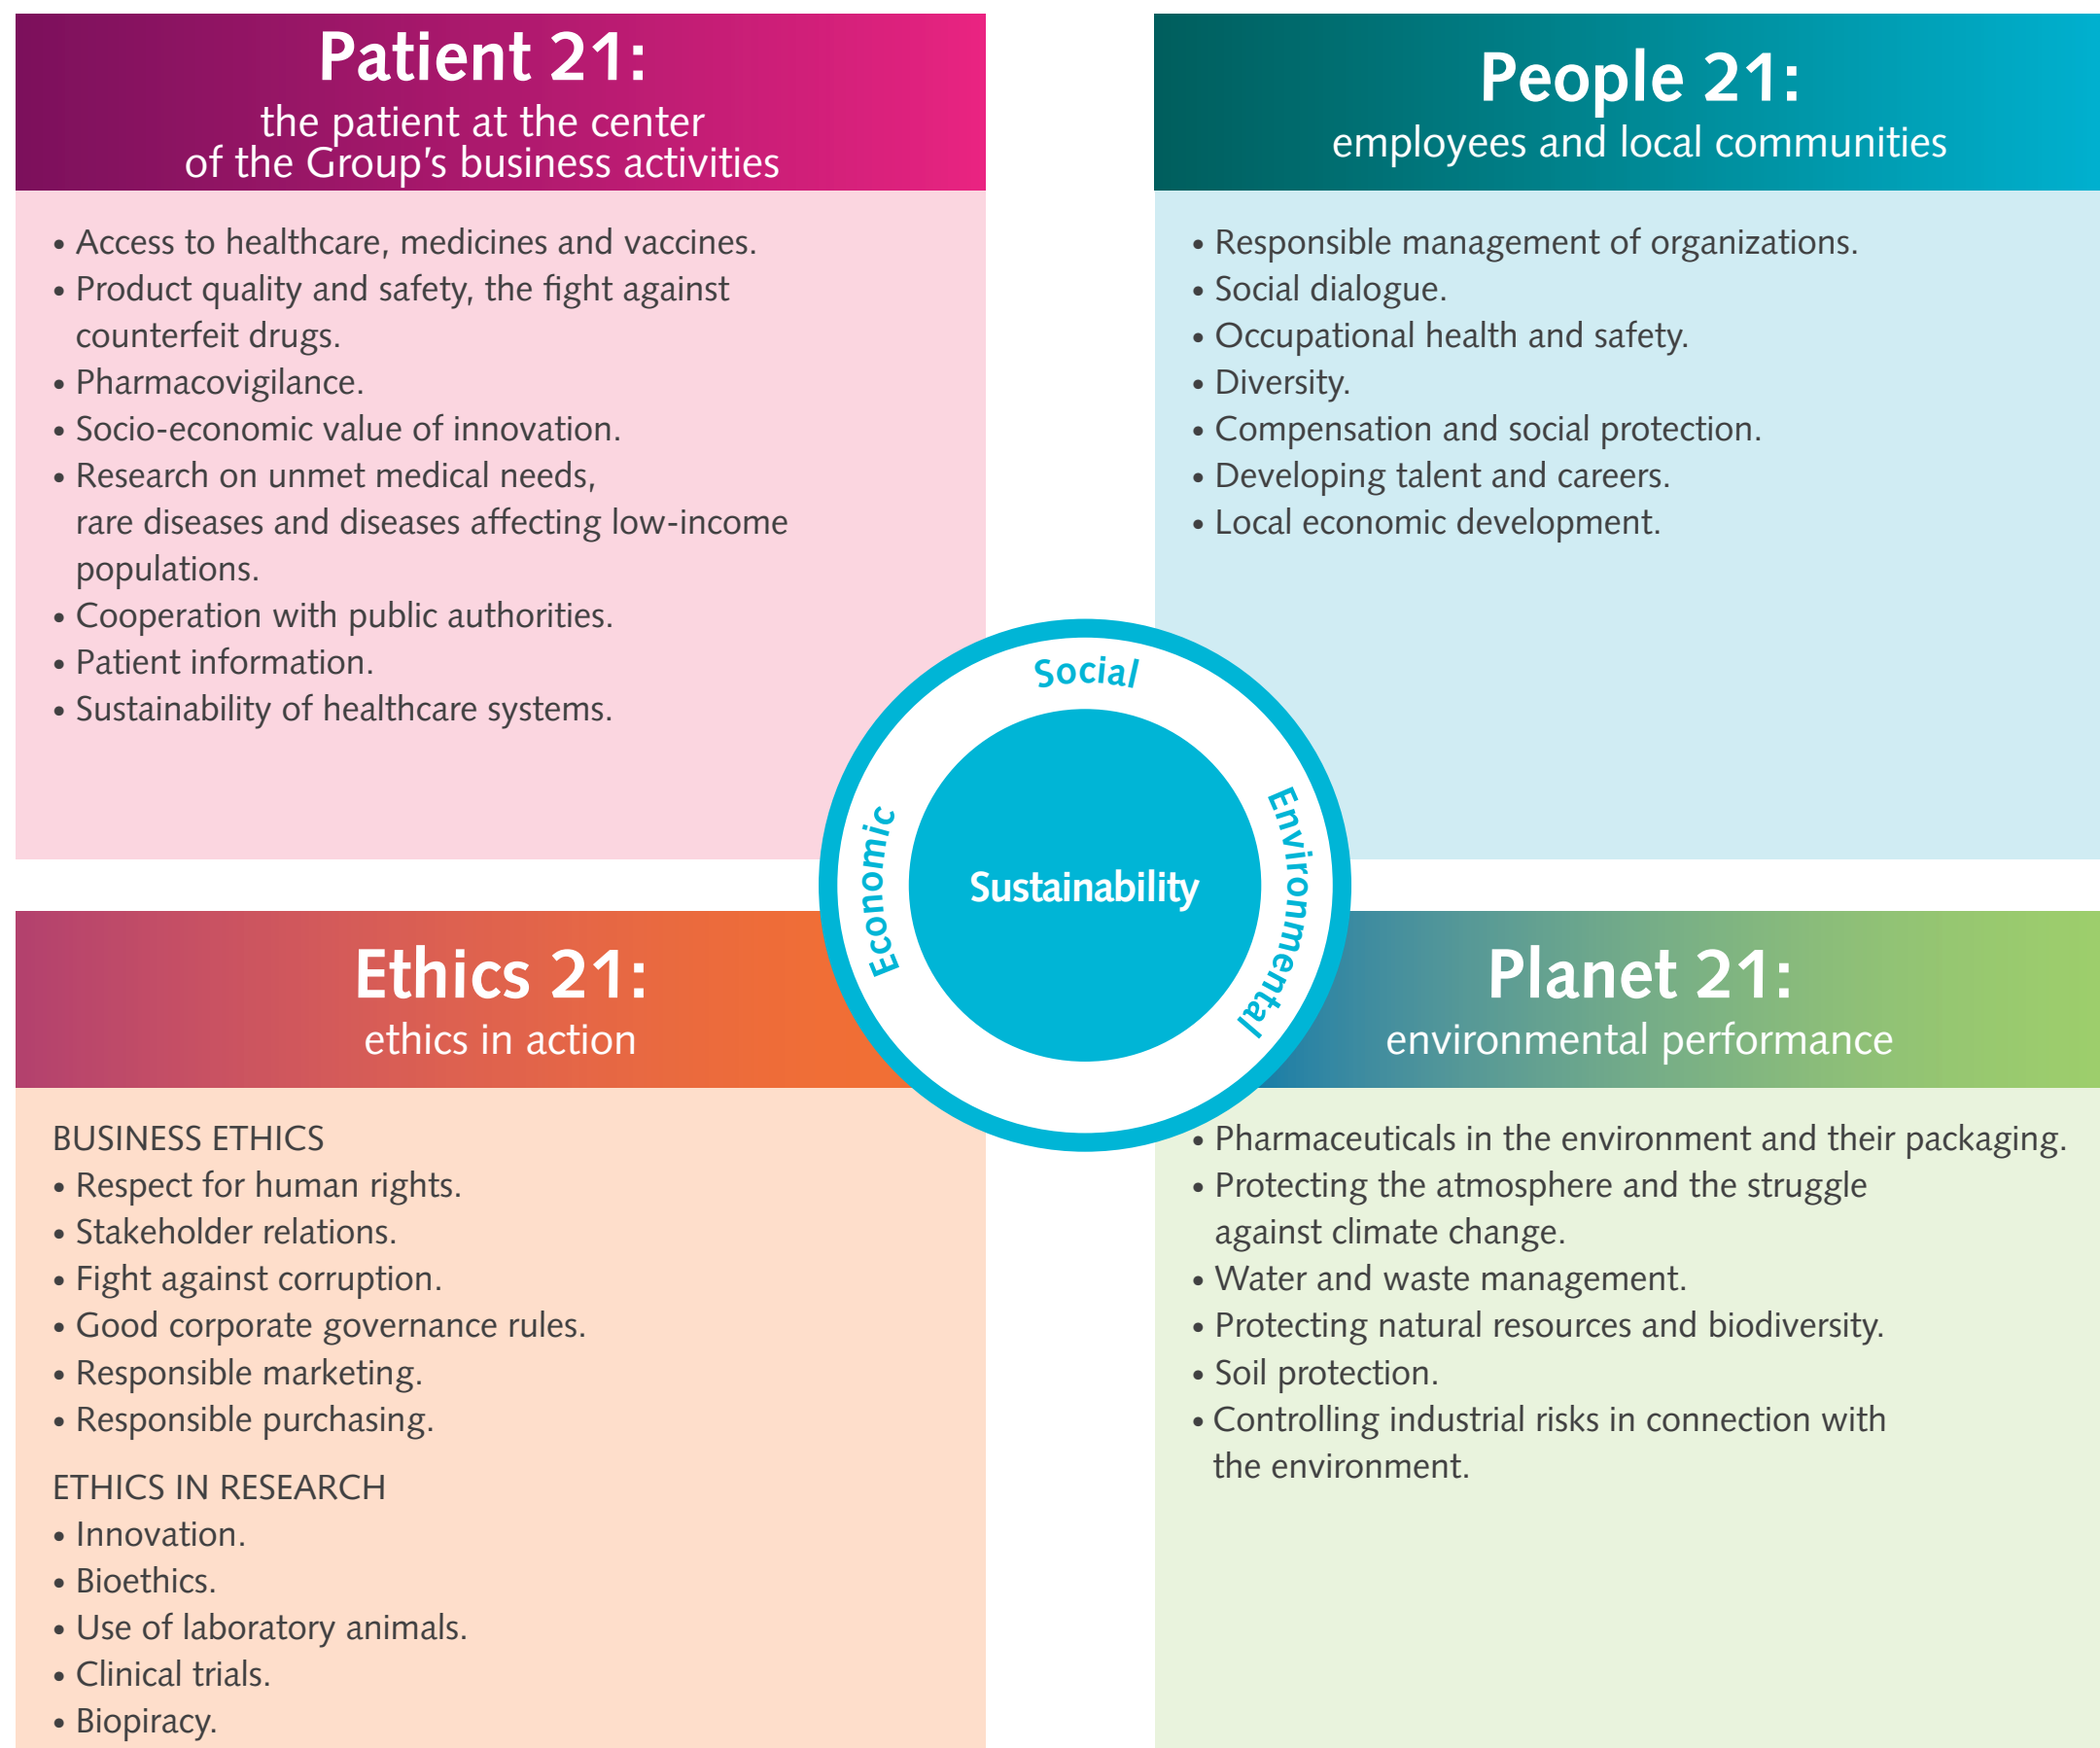 Patient 21:
the patient at the center
of the Group’s business activities
• Access to healthcare, medicines and vaccines.
• Product quality and safety, the fight against
counterfeit drugs.
• Pharmacovigilance.
• Socio-economic value of innovation.
• Research on unmet medical needs,
rare diseases and diseases affecting low-income
populations.
• Cooperation with public authorities.
• Patient information.
• Sustainability of healthcare systems.
People 21:
employees and local communities
• Responsible management of organizations.
• Social dialogue.
• Occupational health and safety.
• Diversity.
• Compensation and social protection.
• Developing talent and careers.
• Local economic development.
Social
Economic
Environmental
Sustainability
Ethics 21:
ethics in action
BUSINESS ETHICS
• Respect for human rights.
• Stakeholder relations.
• Fight against corruption.
• Good corporate governance rules.
• Responsible marketing.
• Responsible purchasing.
ETHICS IN RESEARCH
• Innovation.
• Bioethics.
• Use of laboratory animals.
• Clinical trials.
• Biopiracy.
Planet 21:
environmental performance
• Pharmaceuticals in the environment and their packaging.
• Protecting the atmosphere and the struggle
against climate change.
• Water and waste management.
• Protecting natural resources and biodiversity.
• Soil protection.
• Controlling industrial risks in connection with
the environment.